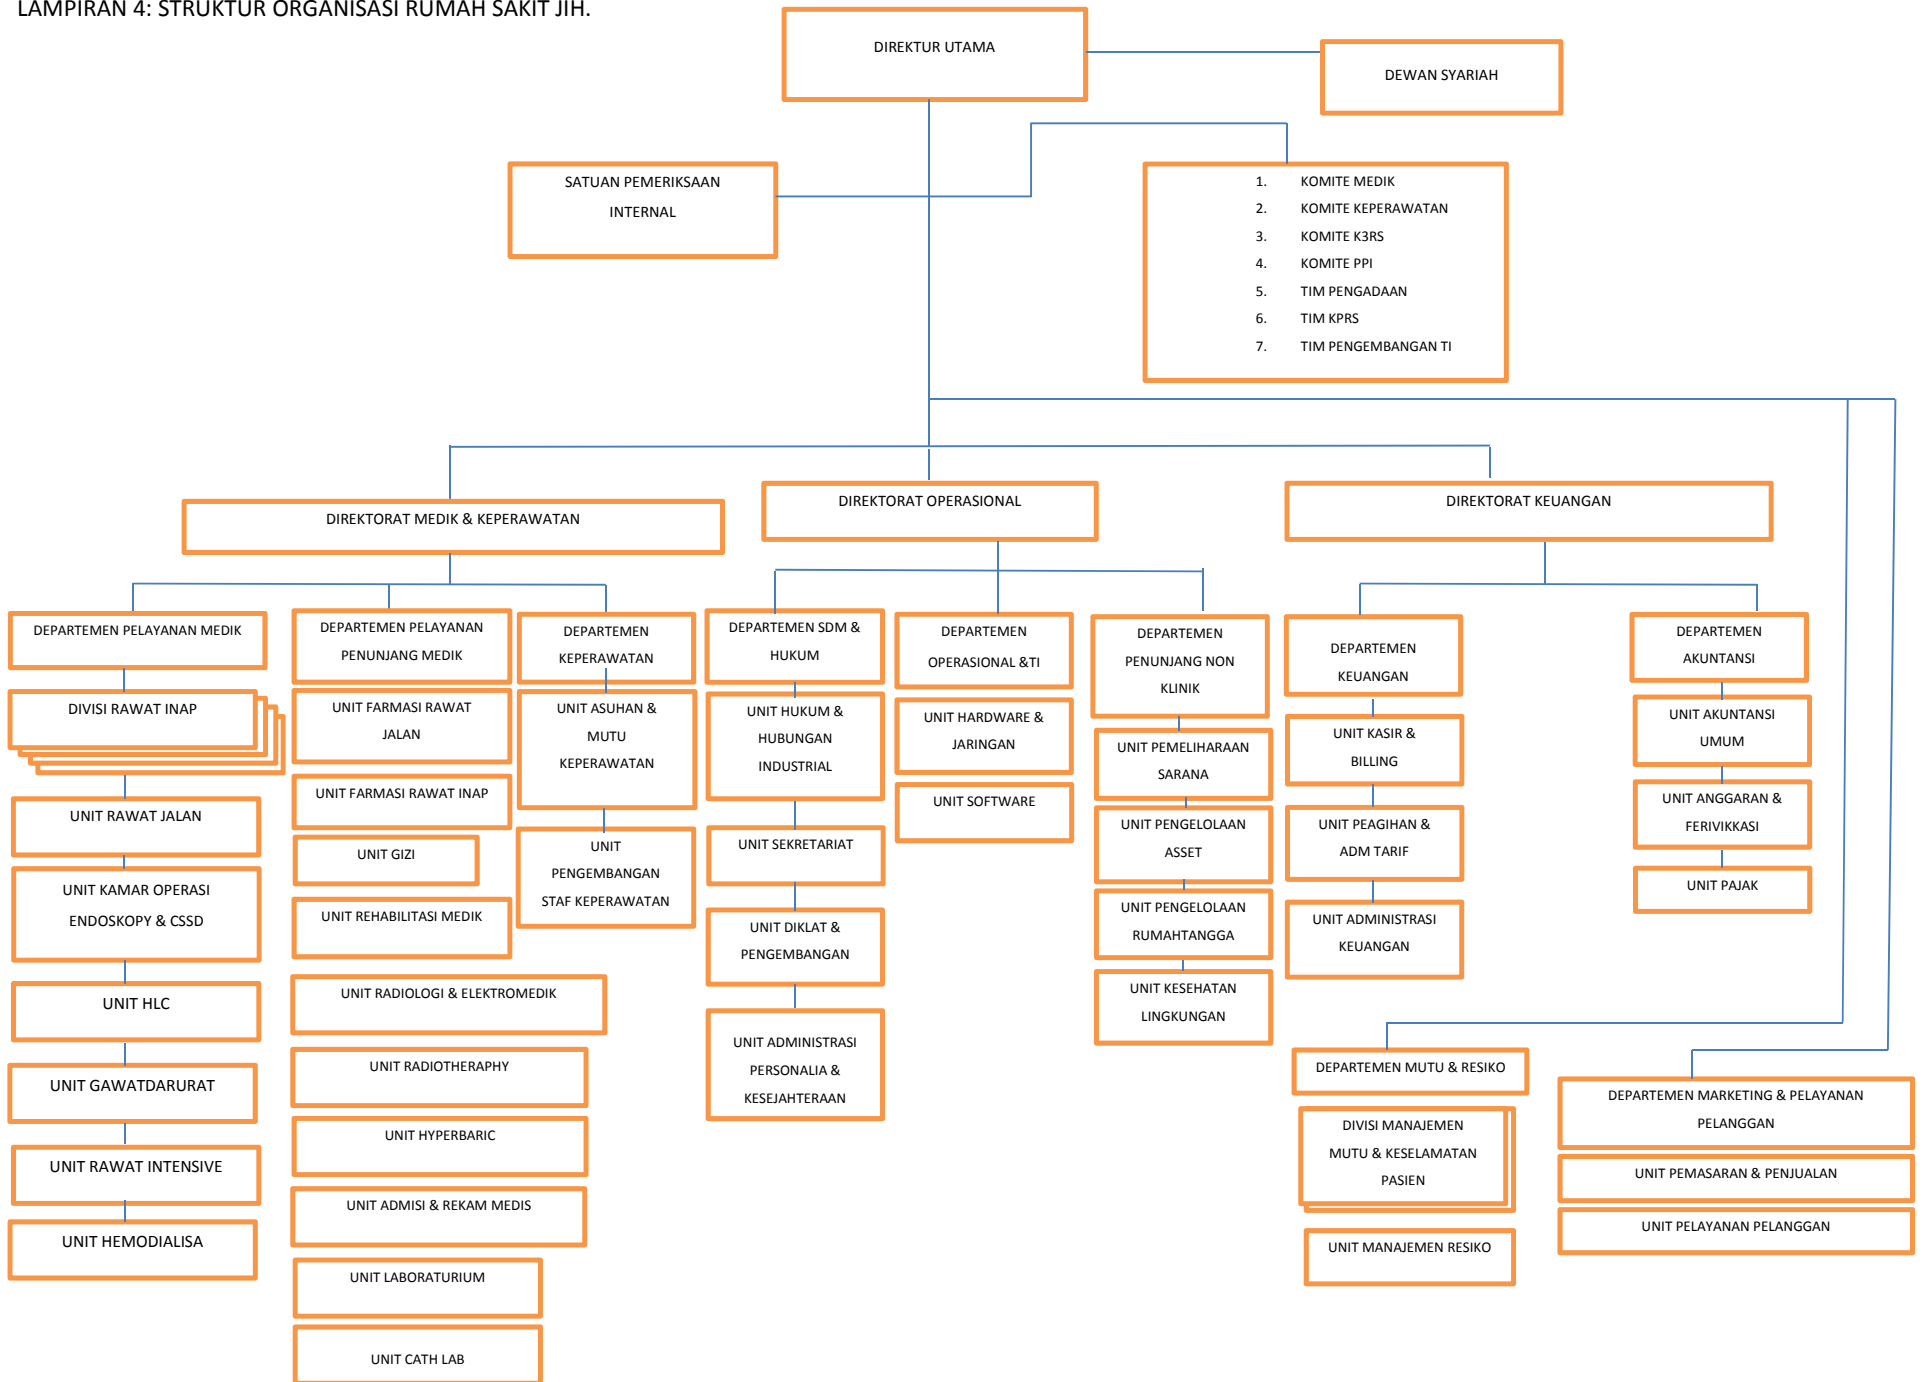 LAMPIRAN 4: STRUKTUR ORGANISASI RUMAH SAKIT JIH.
DIREKTUR UTAMA
DEWAN SYARIAH
SATUAN PEMERIKSAAN
INTERNAL
1. KOMITE MEDIK
2. KOMITE KEPERAWATAN
3. KOMITE K3RS
4. KOMITE PPI
5. TIM PENGADAAN
6. TIM KPRS
7. TIM PENGEMBANGAN TI
DIREKTORAT MEDIK & KEPERAWATAN
DIREKTORAT OPERASIONAL
DIREKTORAT KEUANGAN
DEPARTEMEN PELAYANAN MEDIK
DIVISI RAWAT INAP
UNIT RAWAT JALAN
UNIT KAMAR OPERASI
ENDOSKOPY & CSSD
UNIT HLC
UNIT GAWATDARURAT
UNIT RAWAT INTENSIVE
UNIT HEMODIALISA
DEPARTEMEN PELAYANAN
PENUNJANG MEDIK
UNIT FARMASI RAWAT
JALAN
UNIT FARMASI RAWAT INAP
UNIT GIZI
UNIT REHABILITASI MEDIK
UNIT RADIOLOGI & ELEKTROMEDIK
UNIT RADIOTHERAPHY
UNIT HYPERBARIC
UNIT ADMISI & REKAM MEDIS
UNIT LABORATURIUM
UNIT CATH LAB
DEPARTEMEN
KEPERAWATAN
UNIT ASUHAN &
MUTU
KEPERAWATAN
UNIT
PENGEMBANGAN
STAF KEPERAWATAN
DEPARTEMEN SDM &
HUKUM
UNIT HUKUM &
HUBUNGAN
INDUSTRIAL
UNIT SEKRETARIAT
UNIT DIKLAT &
PENGEMBANGAN
UNIT ADMINISTRASI
PERSONALIA &
KESEJAHTERAAN
DEPARTEMEN
OPERASIONAL &TI
UNIT HARDWARE &
JARINGAN
UNIT SOFTWARE
DEPARTEMEN
PENUNJANG NON
KLINIK
UNIT PEMELIHARAAN
SARANA
UNIT PENGELOLAAN
ASSET
UNIT PENGELOLAAN
RUMAHTANGGA
UNIT KESEHATAN
LINGKUNGAN
DEPARTEMEN
KEUANGAN
UNIT KASIR &
BILLING
UNIT PEAGIHAN &
ADM TARIF
UNIT ADMINISTRASI
KEUANGAN
DEPARTEMEN
AKUNTANSI
UNIT AKUNTANSI
UMUM
UNIT ANGGARAN &
FERIVIKKASI
UNIT PAJAK
DEPARTEMEN MUTU & RESIKO
DIVISI MANAJEMEN
MUTU & KESELAMATAN
PASIEN
UNIT MANAJEMEN RESIKO
DEPARTEMEN MARKETING & PELAYANAN
PELANGGAN
UNIT PEMASARAN & PENJUALAN
UNIT PELAYANAN PELANGGAN